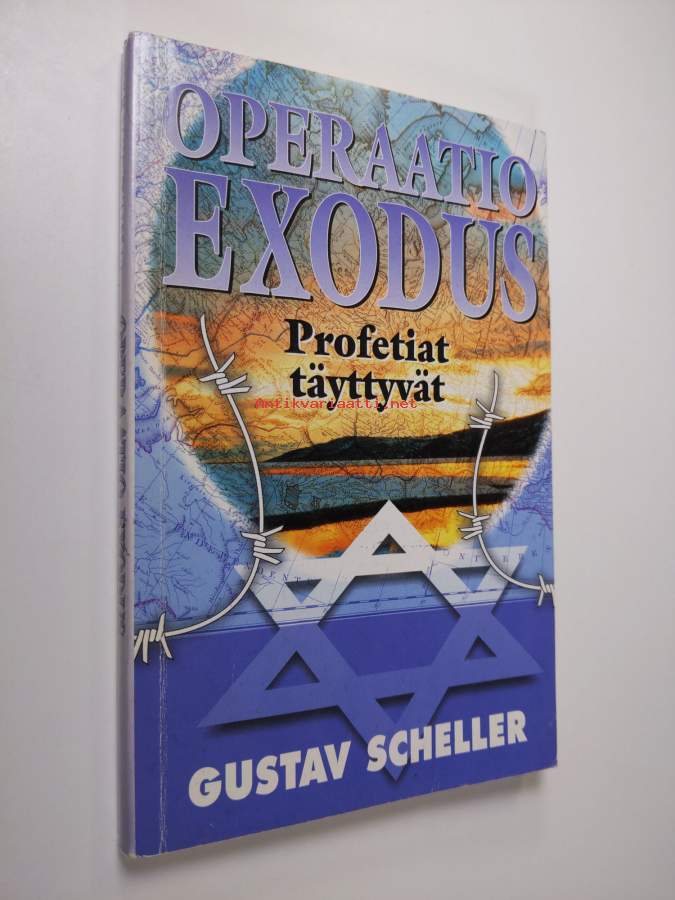 OPERAATIO
EXODUS
Profetiat
täyttyvät
Antikvariaatti.net
GUSTAV SCHELLER